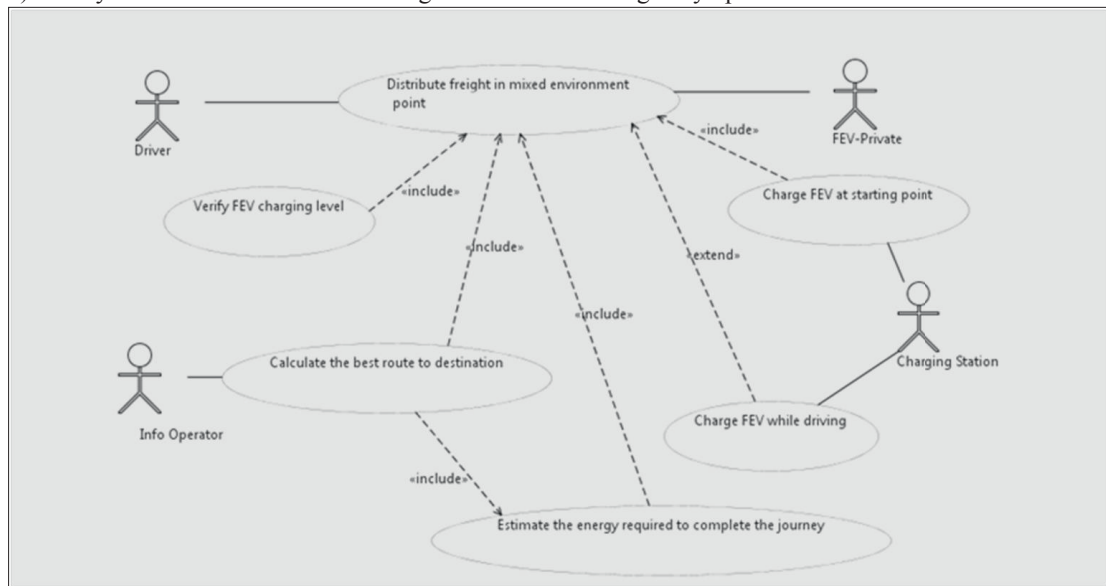 Distribute freight in mixed environment
point
Driver
FEV-Private
«include»
Verify FEV charging level
«include»
Charge FEV at starting point
«include»
«extend»
«include»
Calculate the best route to destination
Charging Station
Info Operator
Charge FEV while driving
«include»
Estimate the energy required to complete the journey